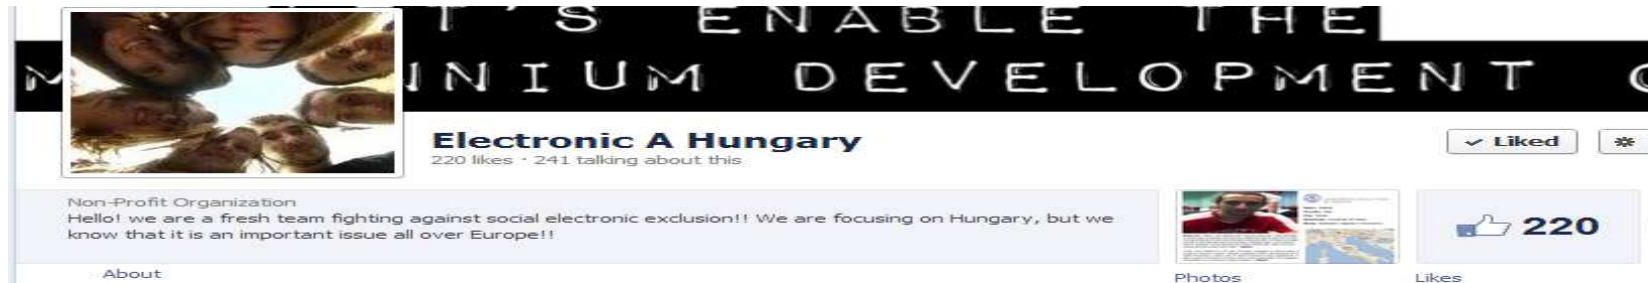 T'S ENABLE THE
NNIUM DEVELOPMENT
Electronic A Hungary
220 likes · 241 talking about this
Liked
Non-Profit Organization
Hello! we are a fresh team fighting against social electronic exclusion!! We are focusing on Hungary, but we
know that it is an important issue all over Europe!!
220
About
Photos
Likes